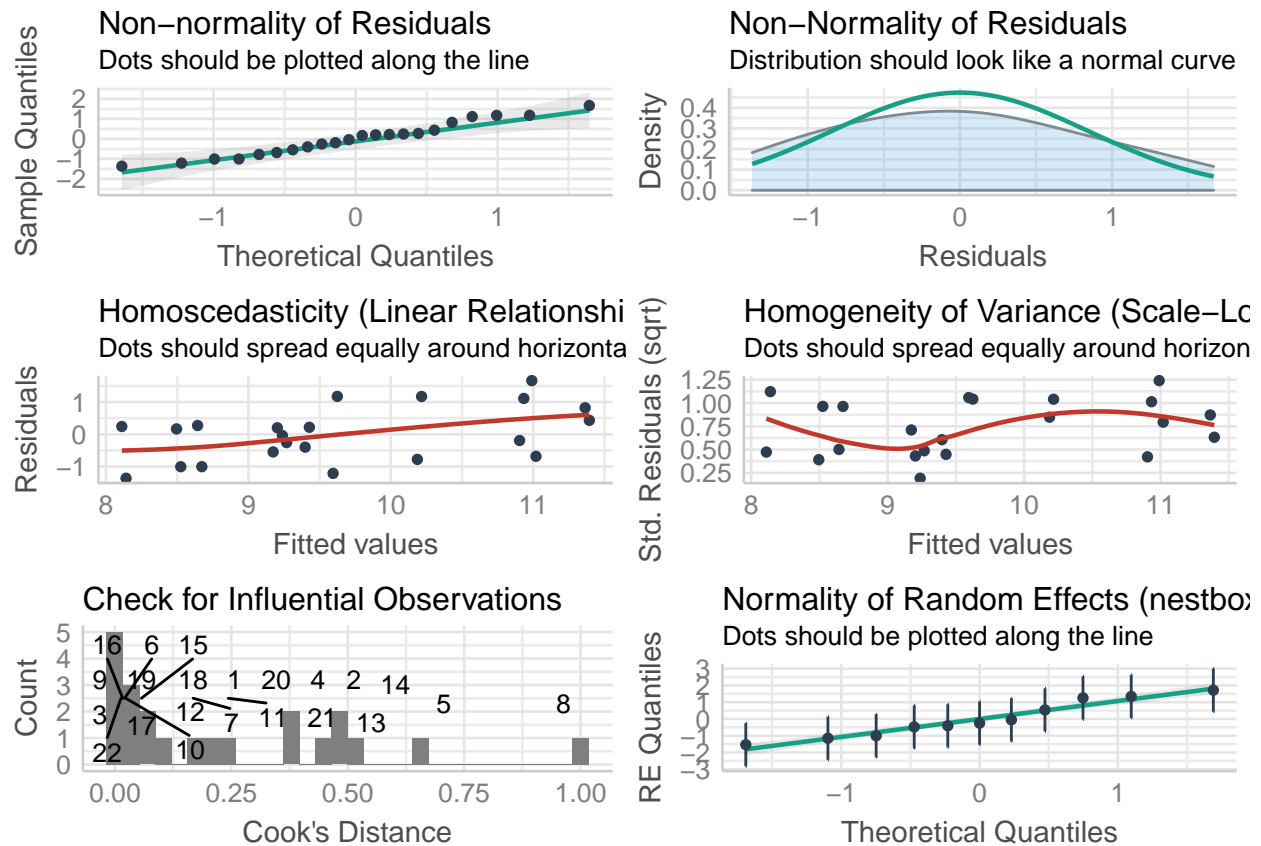 Non−normality of Residuals
Dots should be plotted along the line
Sample Quantiles
2
1
0
−1
−2
−1
0
1
Theoretical Quantiles
Non−Normality of Residuals
Distribution should look like a normal curve
Density
0.4
0.3
0.2
0.1
0.0
−1
0
1
Residuals
Homoscedasticity (Linear Relationshi
Dots should spread equally around horizonta
Residuals
1
0
−1
8
9
10
11
Fitted values
Homogeneity of Variance (Scale−Lo
Dots should spread equally around horizon
Std. Residuals (sqrt)
1.25
1.00
0.75
0.50
0.25
8
9
10
11
Fitted values
Check for Influential Observations
Count
5
4
3
2
1
0
16 6 15
9 19 18 1 20 4 2 14
3 17 12 7 11 21 13 5 8
22 10
0.00
0.25
0.50
0.75
1.00
Cook's Distance
Normality of Random Effects (nestbox
Dots should be plotted along the line
RE Quantiles
3
2
1
0
−1
−2
−3
−1
0
1
Theoretical Quantiles